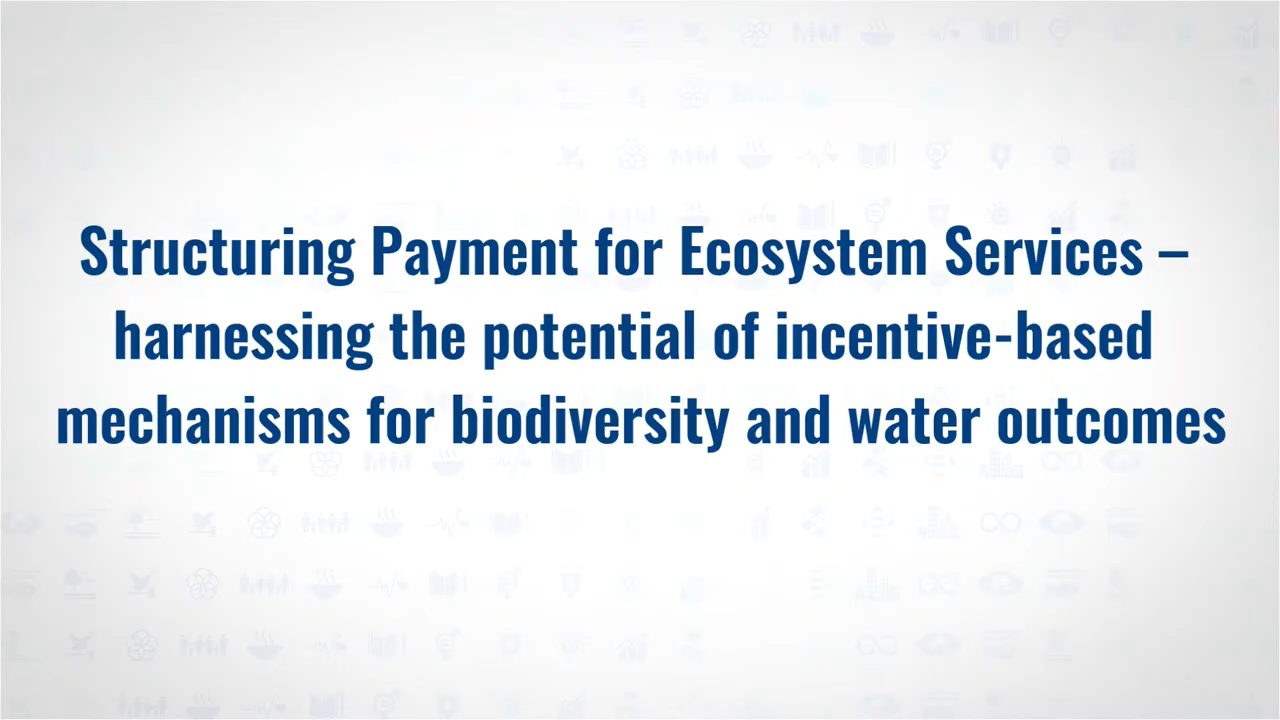 Structuring Payment for Ecosystem Services –
harnessing the potential of incentive-based
mechanisms for biodiversity and water outcomes